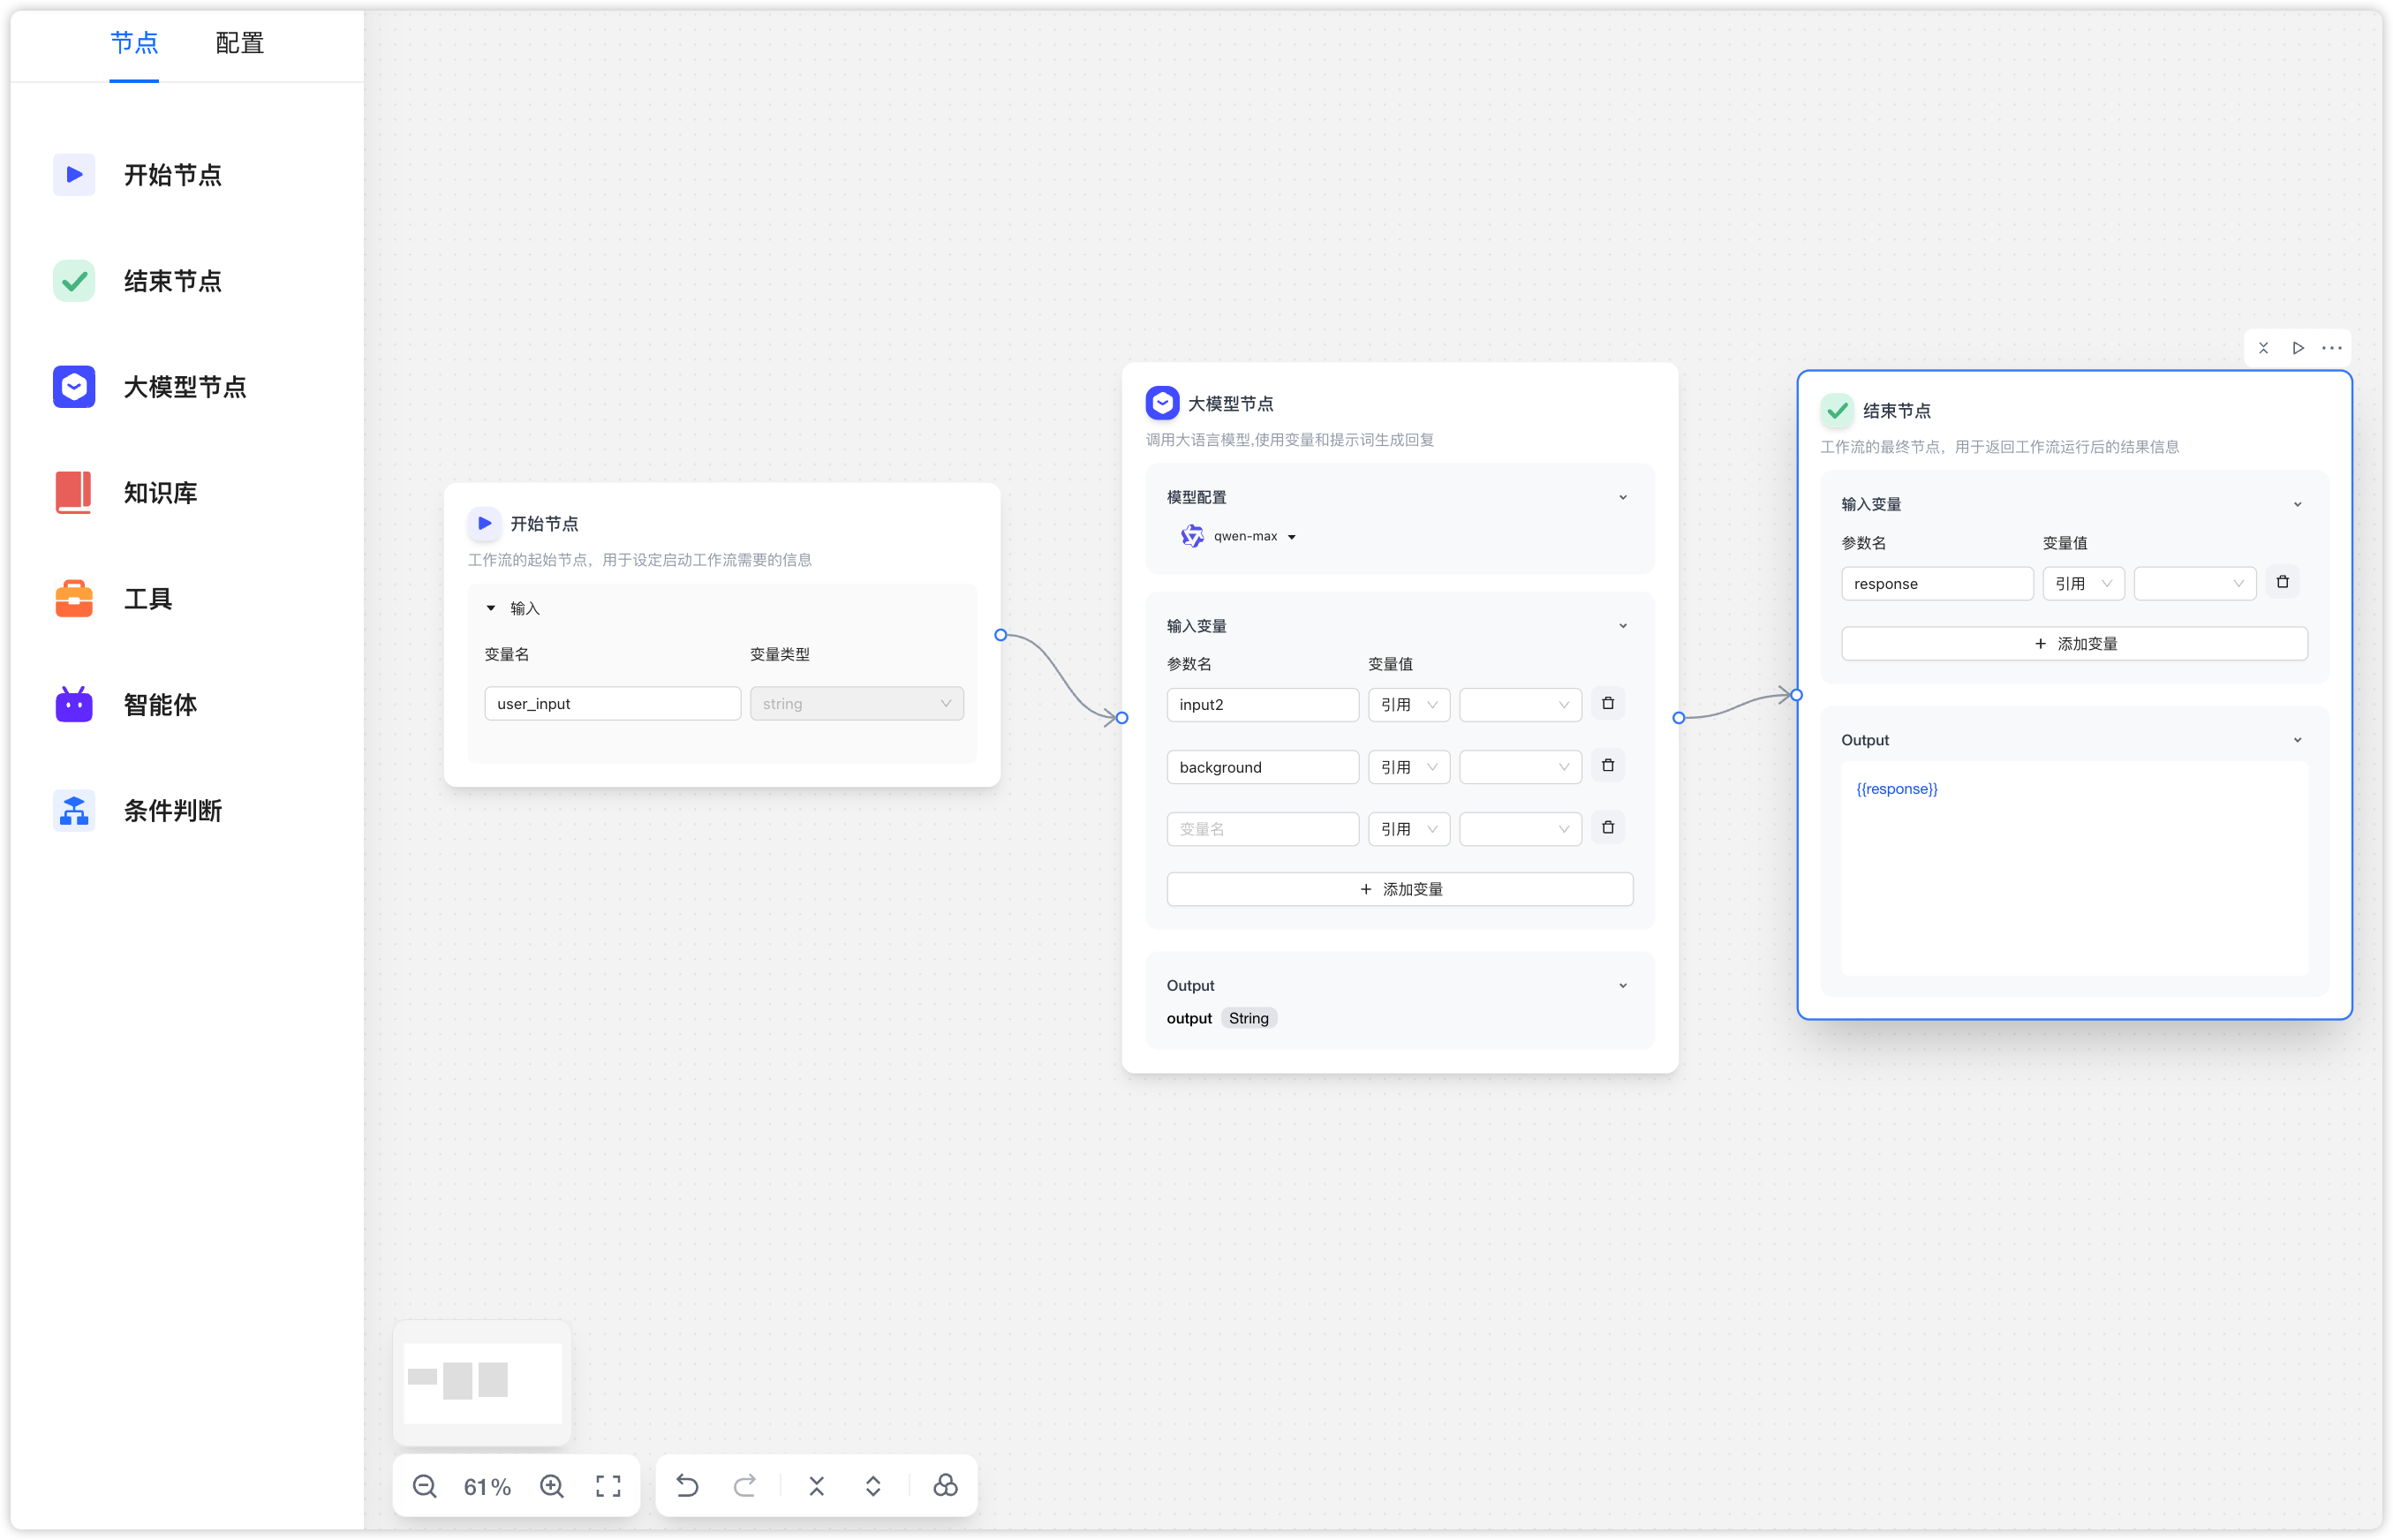 节点 配置
开始节点
结束节点
大模型节点
知识库
工具
智能体
条件判断
开始节点
工作流的起始节点，用于设定启动工作流需要的信息
输入
变量名 变量类型
user_input string
大模型节点
调用大语言模型,使用变量和提示词生成回复
模型配置
qwen-max
输入变量
参数名 变量值
input2 引用
background 引用
变量名 引用
+ 添加变量
Output
output String
结束节点
工作流的最终节点，用于返回工作流运行后的结果信息
输入变量
参数名 变量值
response 引用
+ 添加变量
Output
{{response}}
61%